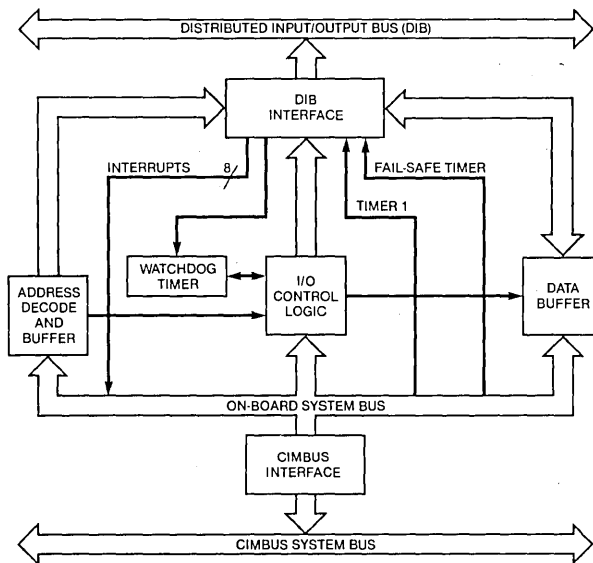 DISTRIBUTED INPUT/OUTPUT BUS (DIB)
DIB
INTERFACE
INTERRUPTS
8
FAIL-SAFE TIMER
TIMER 1
WATCHDOG
TIMER
I/O
CONTROL
LOGIC
ADDRESS
DECODE
AND
BUFFER
DATA
BUFFER
ON-BOARD SYSTEM BUS
CIMBUS
INTERFACE
CIMBUS SYSTEM BUS